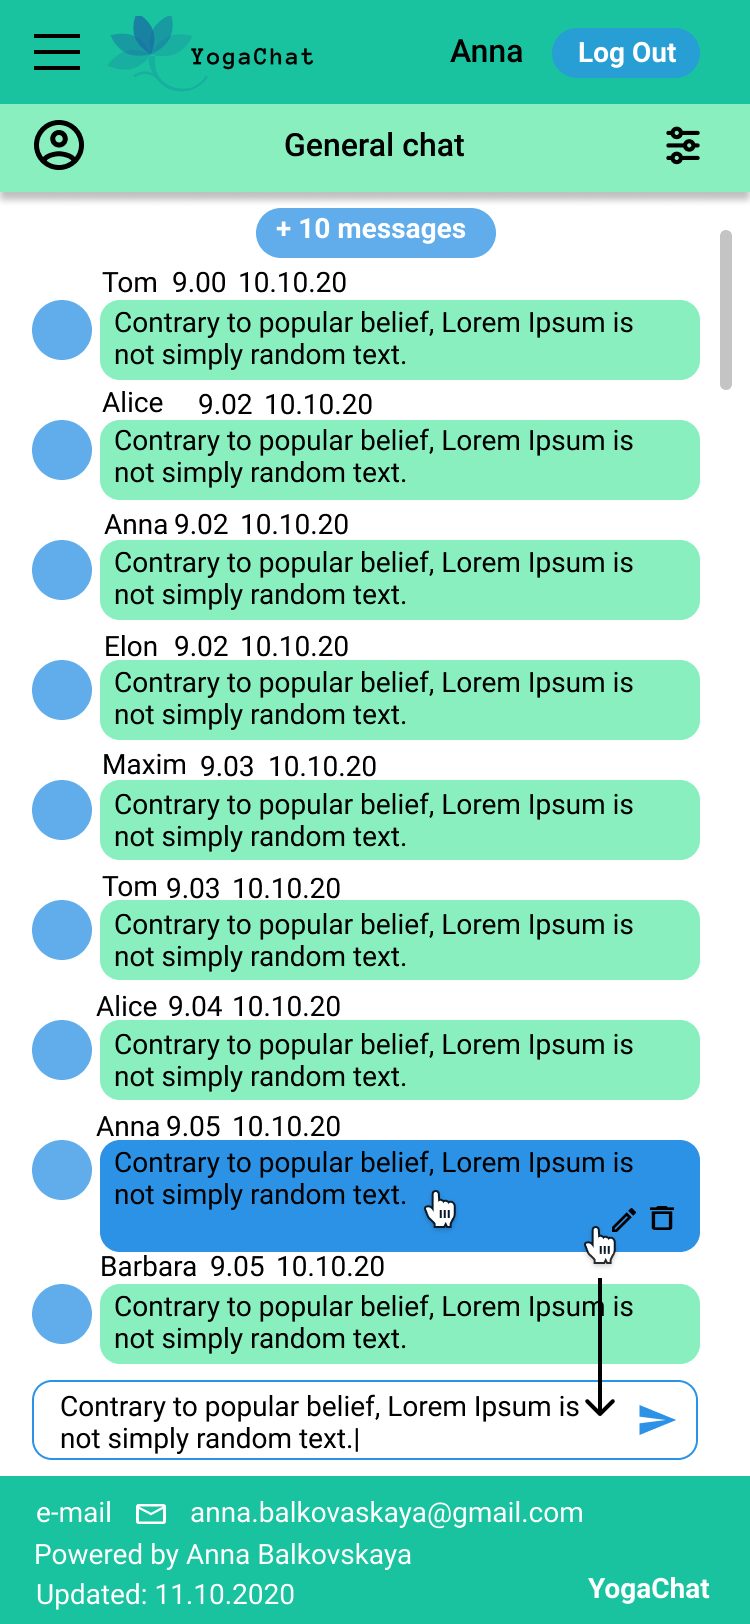 YogaChat
Anna
Log Out
General chat
+ 10 messages
Tom 9.00 10.10.20
Contrary to popular belief, Lorem Ipsum is
not simply random text.
Alice 9.02 10.10.20
Contrary to popular belief, Lorem Ipsum is
not simply random text.
Anna 9.02 10.10.20
Contrary to popular belief, Lorem Ipsum is
not simply random text.
Elon 9.02 10.10.20
Contrary to popular belief, Lorem Ipsum is
not simply random text.
Maxim 9.03 10.10.20
Contrary to popular belief, Lorem Ipsum is
not simply random text.
Tom 9.03 10.10.20
Contrary to popular belief, Lorem Ipsum is
not simply random text.
Alice 9.04 10.10.20
Contrary to popular belief, Lorem Ipsum is
not simply random text.
Anna 9.05 10.10.20
Contrary to popular belief, Lorem Ipsum is
not simply random text.
Barbara 9.05 10.10.20
Contrary to popular belief, Lorem Ipsum is
not simply random text.
Contrary to popular belief, Lorem Ipsum is
not simply random text.|
e-mail anna.balkovaskaya@gmail.com
Powered by Anna Balkovskaya
Updated: 11.10.2020
YogaChat